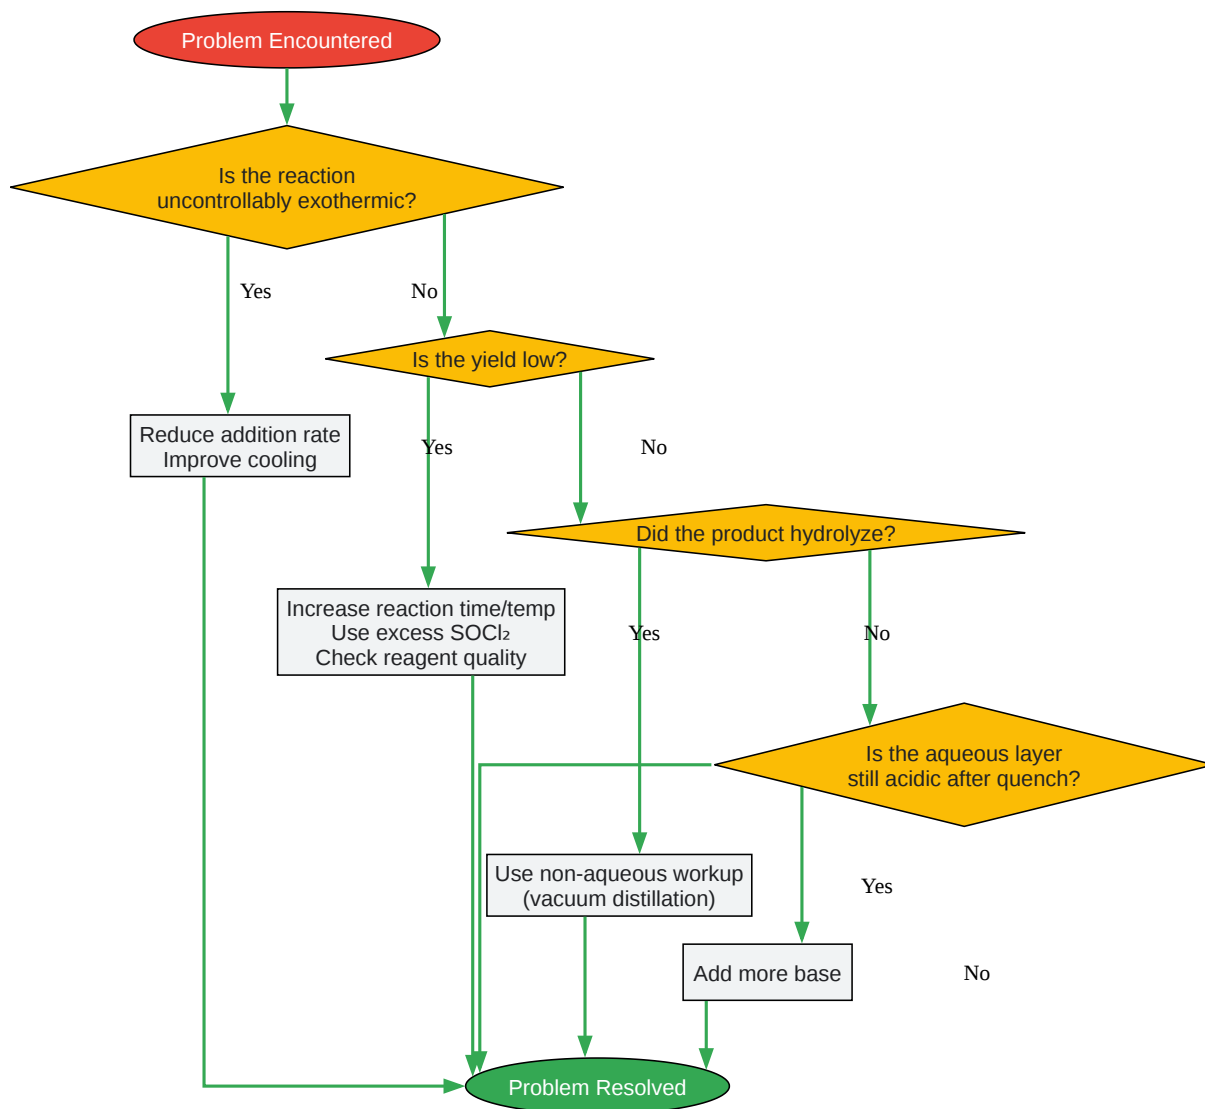 Problem Encountered
Is the reaction
uncontrollably exothermic?
Yes
No
Is the yield low?
Reduce addition rate
Improve cooling
Yes
No
Did the product hydrolyze?
Increase reaction time/temp
Use excess SOCl₂
Check reagent quality
Yes
No
Is the aqueous layer
still acidic after quench?
Use non-aqueous workup
(vacuum distillation)
Yes
Add more base
No
Problem Resolved